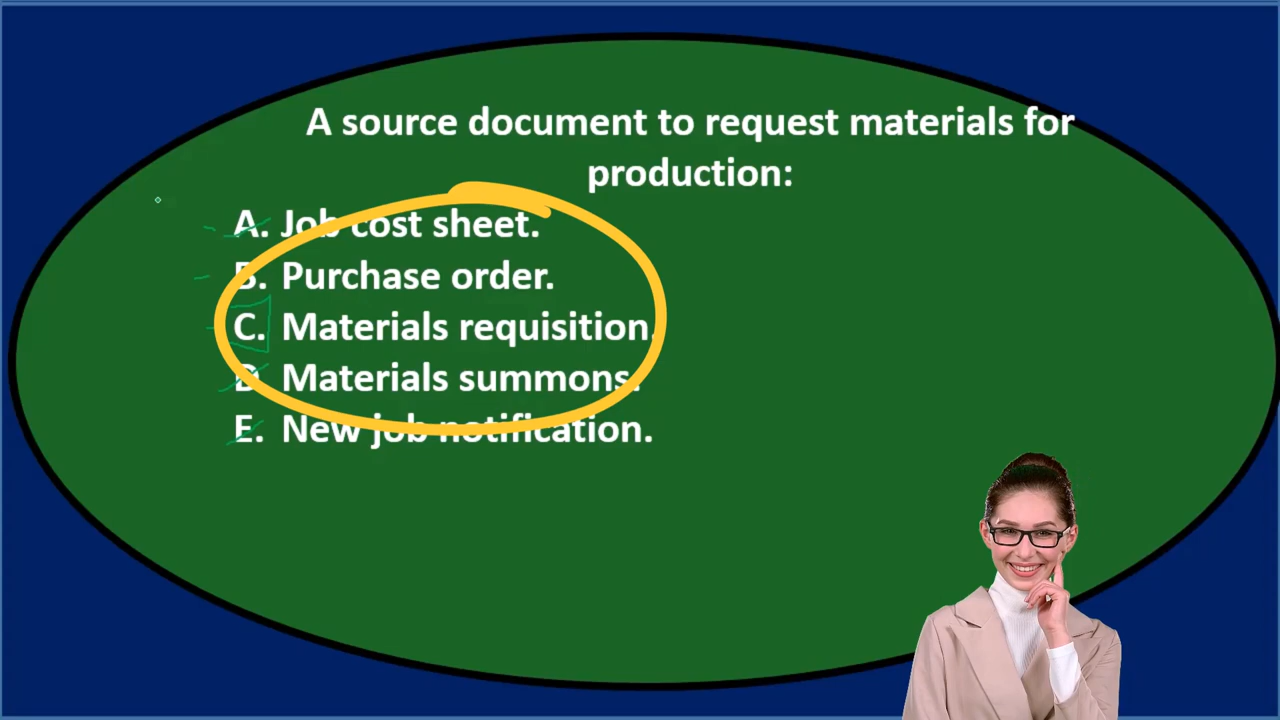 A source document to request materials for
production:
A. Job cost sheet.
B. Purchase order.
C. Materials requisition.
D. Materials summons.
E. New job notification.